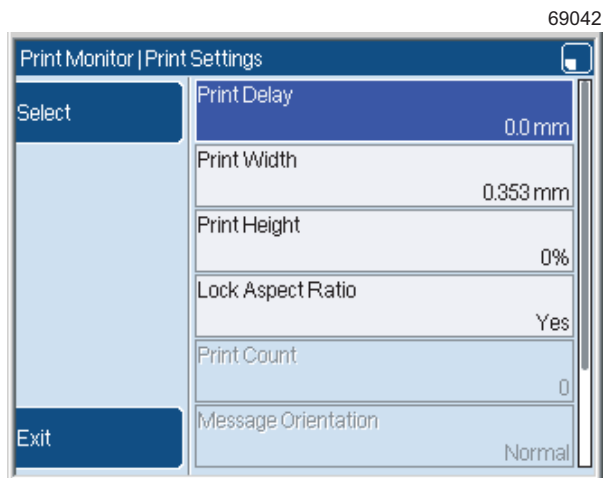 69042
Print Monitor | Print Settings
Select
Print Delay
0.0 mm
Print Width
0.353 mm
Print Height
0%
Lock Aspect Ratio
Yes
Print Count
0
Message Orientation
Normal
Exit